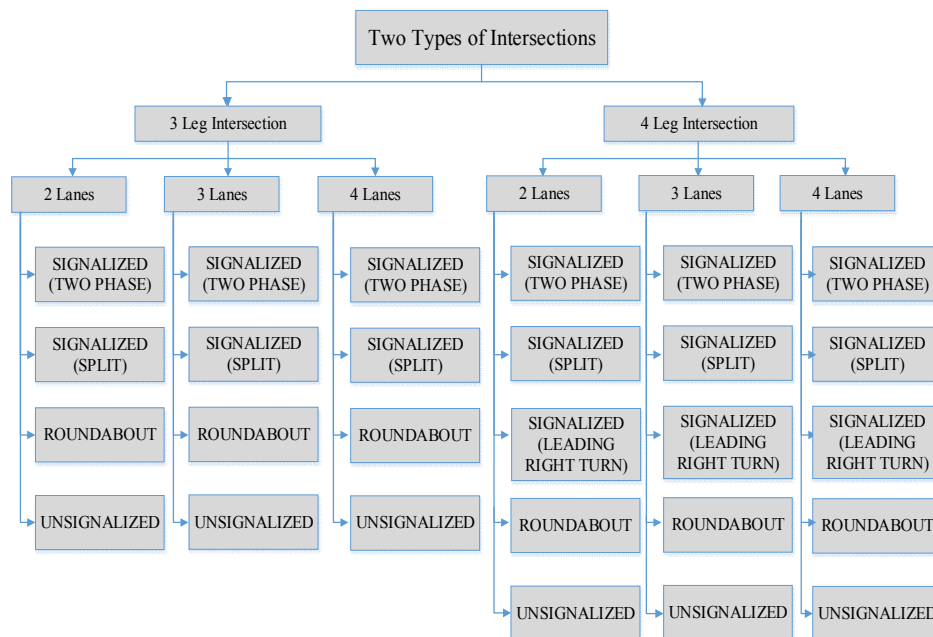 Two Types of Intersections
3 Leg Intersection
4 Leg Intersection
2 Lanes
3 Lanes
4 Lanes
2 Lanes
3 Lanes
4 Lanes
SIGNALIZED
(TWO PHASE)
SIGNALIZED
(SPLIT)
ROUNDABOUT
UNSIGNALIZED
SIGNALIZED
(TWO PHASE)
SIGNALIZED
(SPLIT)
ROUNDABOUT
UNSIGNALIZED
SIGNALIZED
(TWO PHASE)
SIGNALIZED
(SPLIT)
ROUNDABOUT
UNSIGNALIZED
SIGNALIZED
(TWO PHASE)
SIGNALIZED
(SPLIT)
SIGNALIZED
(LEADING
RIGHT TURN)
ROUNDABOUT
UNSIGNALIZED
SIGNALIZED
(TWO PHASE)
SIGNALIZED
(SPLIT)
SIGNALIZED
(LEADING
RIGHT TURN)
ROUNDABOUT
UNSIGNALIZED
SIGNALIZED
(TWO PHASE)
SIGNALIZED
(SPLIT)
SIGNALIZED
(LEADING
RIGHT TURN)
ROUNDABOUT
UNSIGNALIZED